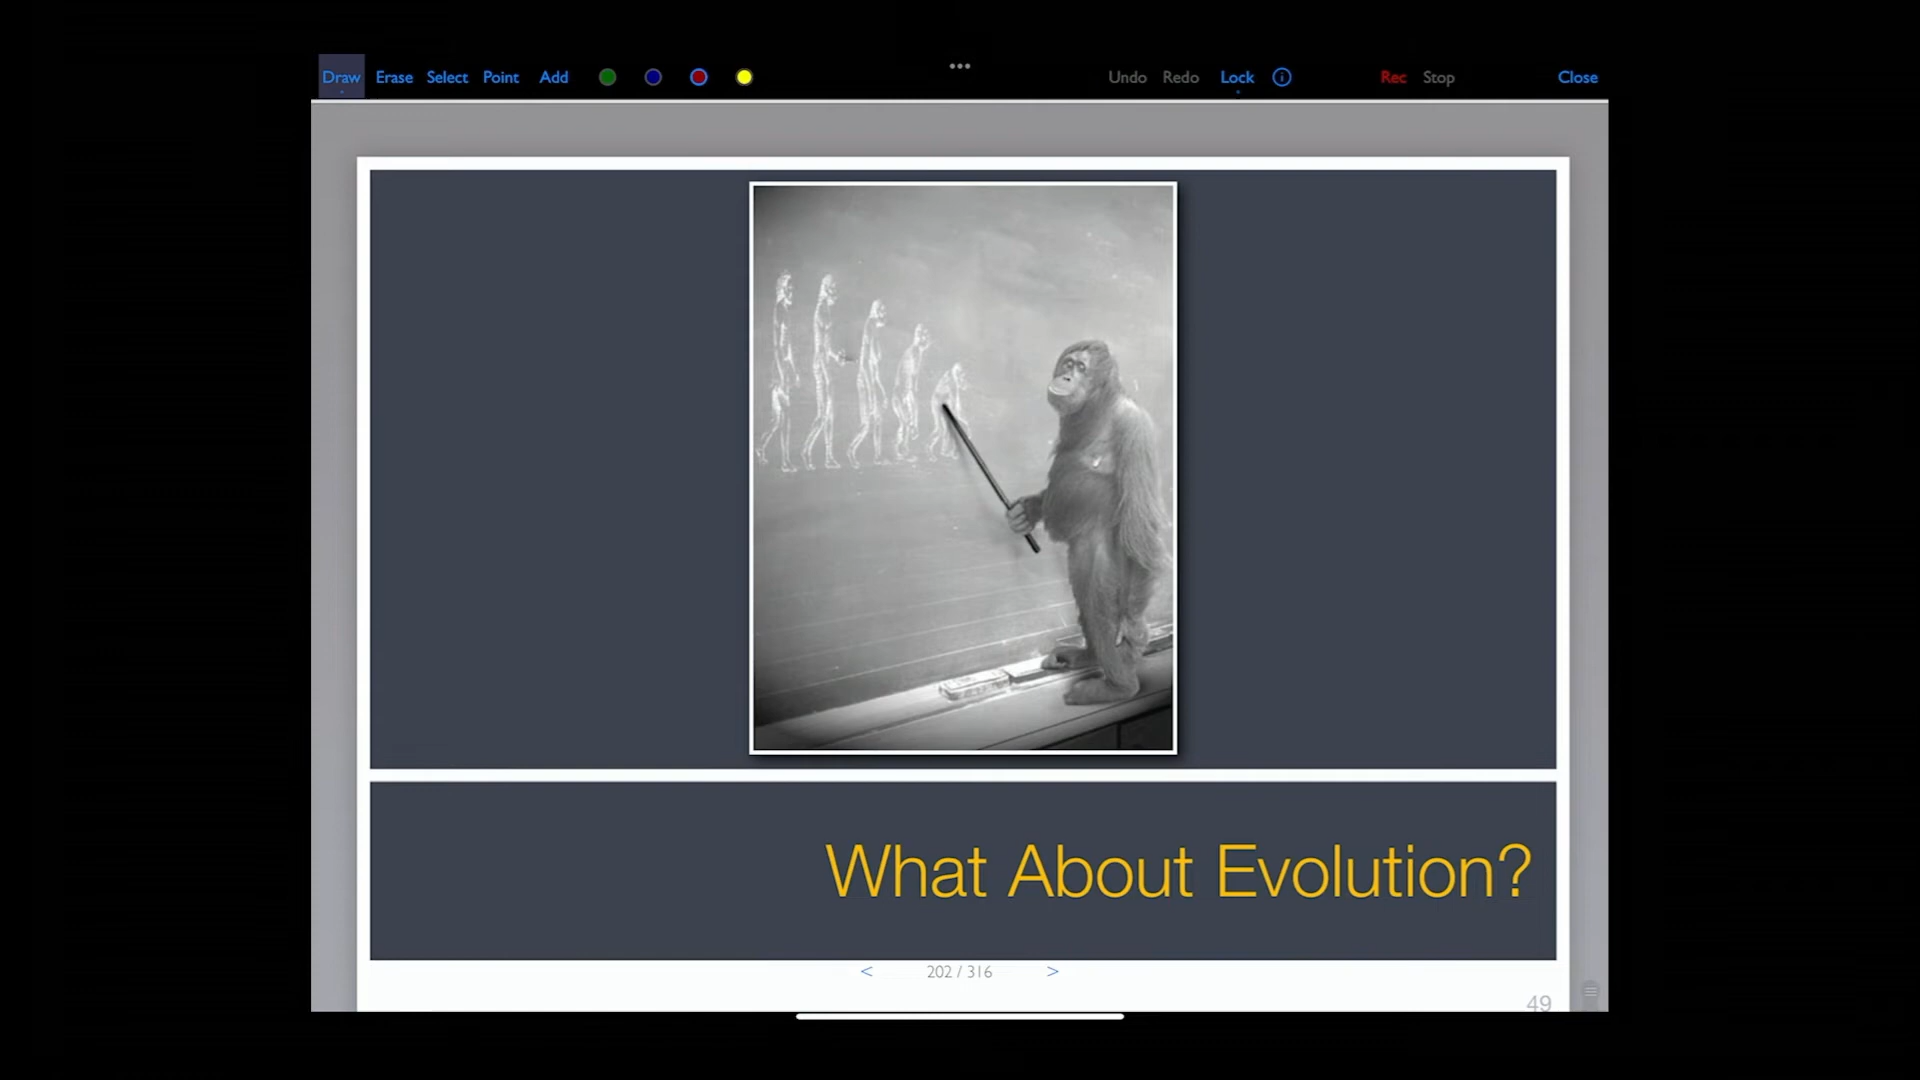 Draw Erase Select Point Add Undo Redo Lock Rec Stop Close
What About Evolution?
< 202 / 316 >
49